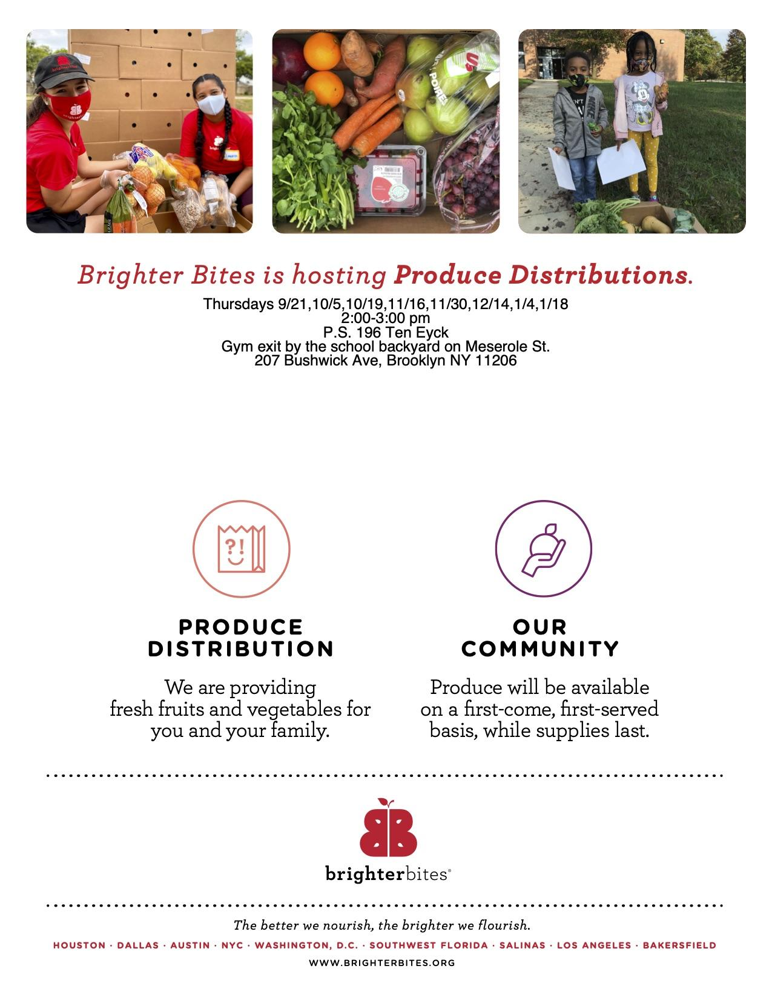 POIRES
Brighter Bites is hosting Produce Distributions.
Thursdays 9/21,10/5,10/19,11/16,11/30,12/14,1/4,1/18
2:00-3:00 pm
P.S. 196 Ten Eyck
Gym exit by the school backyard on Meserole St.
207 Bushwick Ave, Brooklyn NY 11206
?!
PRODUCE
DISTRIBUTION
We are providing
fresh fruits and vegetables for
you and your family.
OUR
COMMUNITY
Produce will be available
on a first-come, first-served
basis, while supplies last.
brighterbites®
The better we nourish, the brighter we flourish.
HOUSTON · DALLAS · AUSTIN · NYC · WASHINGTON, D.C. · SOUTHWEST FLORIDA · SALINAS · LOS ANGELES · BAKERSFIELD
WWW.BRIGHTERBITES.ORG